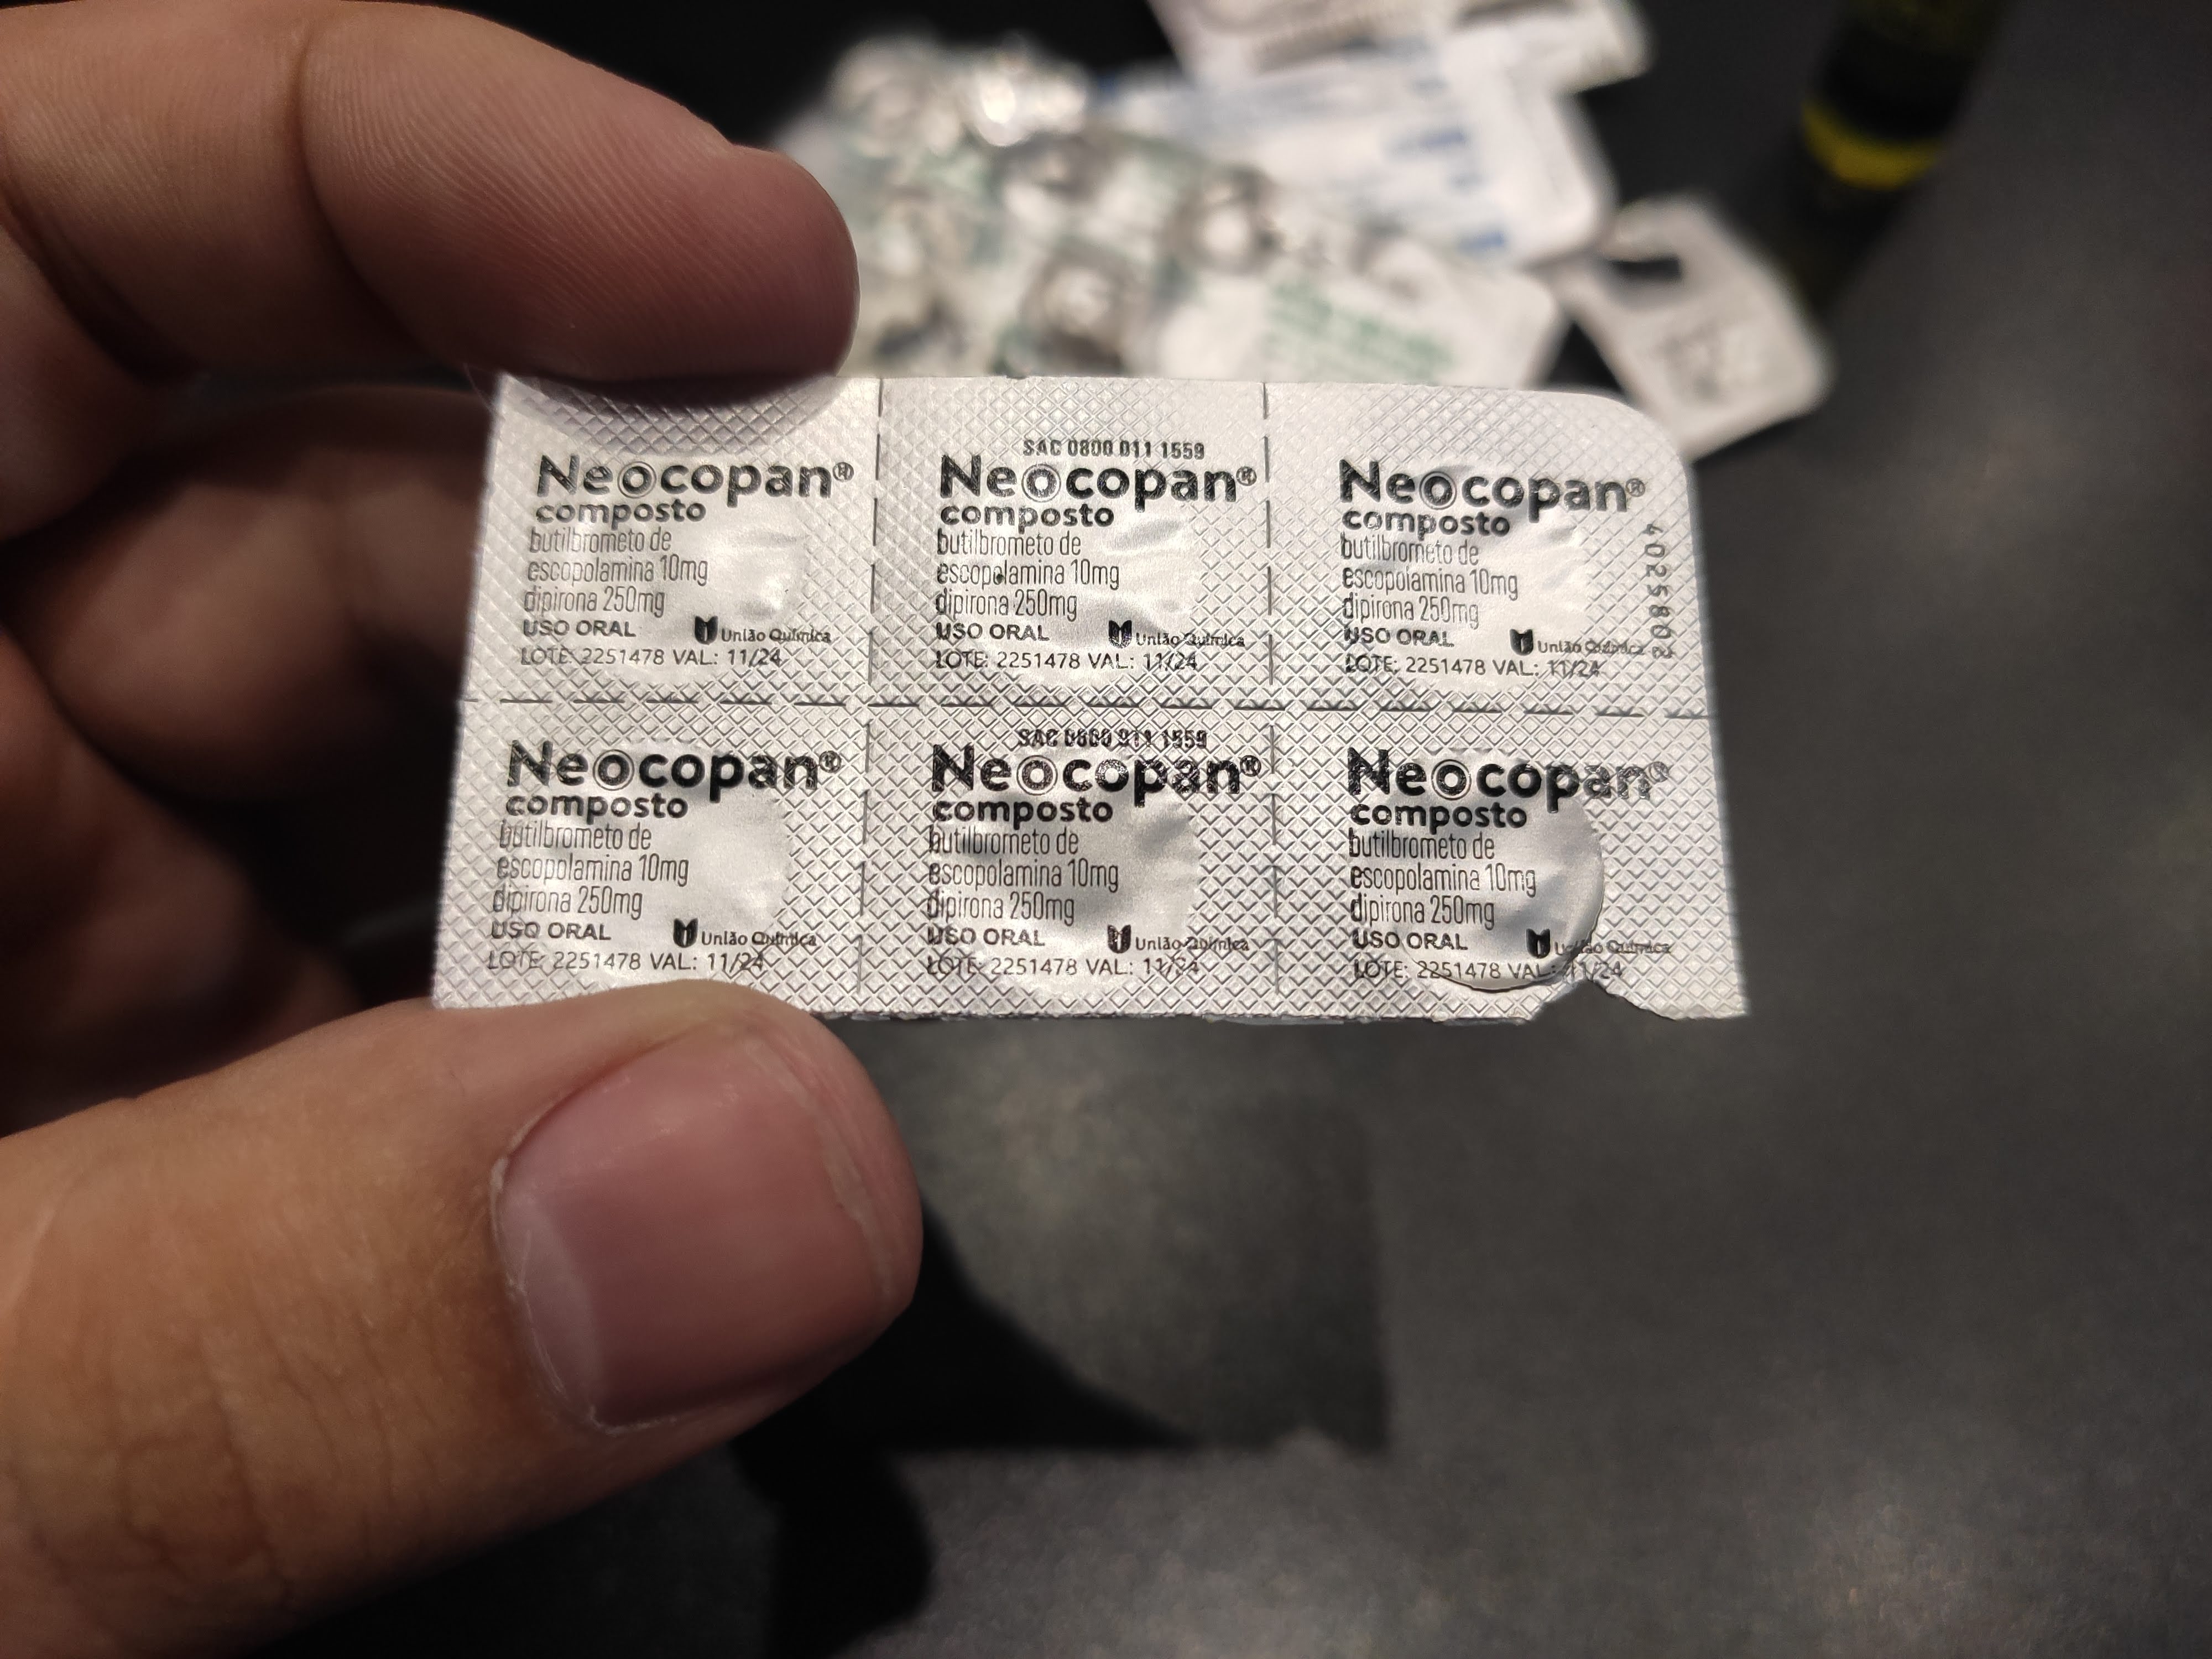 Neocopan®
composto
butilbrometo de
escopolamina 10mg
dipirona 250mg
USO ORAL
União Química
LOTE: 2251478 VAL: 11/24
SAC 0800 011 1559
Neocopan®
composto
butilbrometo de
escopolamina 10mg
dipirona 250mg
USO ORAL
União Química
LOTE: 2251478 VAL: 11/24
Neocopan®
composto
butilbrometo de
escopolamina 10mg
dipirona 250mg
USO ORAL
União Química
LOTE: 2251478 VAL: 11/24
Neocopan®
composto
butilbrometo de
escopolamina 10mg
dipirona 250mg
USO ORAL
União Química
LOTE: 2251478 VAL: 11/24
SAC 0800 011 1559
Neocopan®
composto
butilbrometo de
escopolamina 10mg
dipirona 250mg
USO ORAL
União Química
LOTE: 2251478 VAL: 11/24
Neocopan®
composto
butilbrometo de
escopolamina 10mg
dipirona 250mg
USO ORAL
União Química
LOTE: 2251478 VAL: 11/24